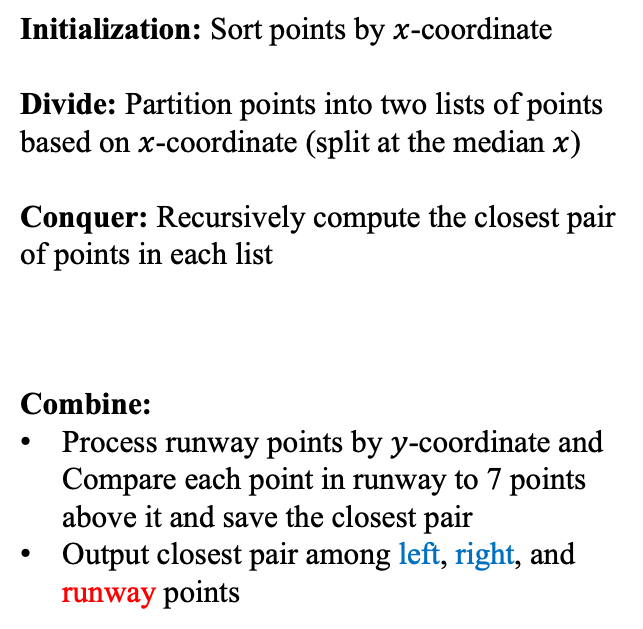 Initialization: Sort points by x-coordinate
Divide: Partition points into two lists of points
based on x-coordinate (split at the median x)
Conquer: Recursively compute the closest pair
of points in each list
Combine:
• Process runway points by y-coordinate and
Compare each point in runway to 7 points
above it and save the closest pair
• Output closest pair among left, right, and
runway points